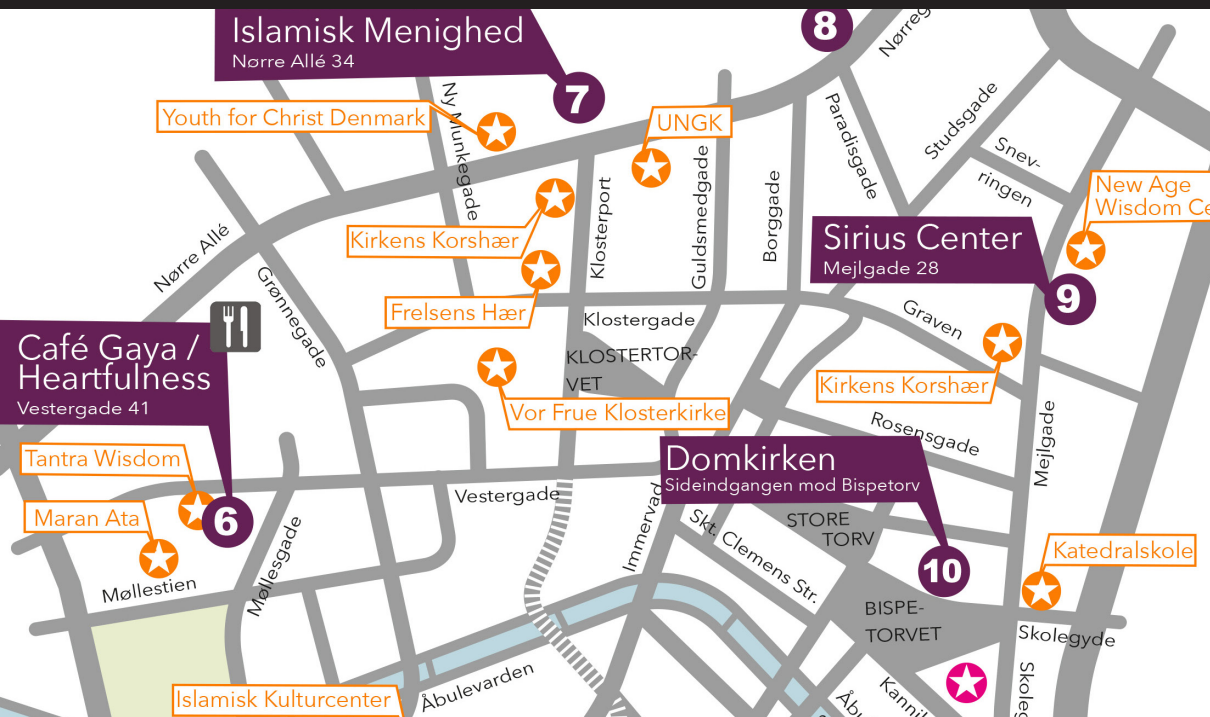 Islamisk Menighed
Nørre Allé 34
7
8
Youth for Christ Denmark
Ny Munkegade
UNGK
Paradisgade
Studsgade
Snev-
ringen
New Age
Wisdom
Kirkens Korshær
Klosterport
Guldsmedgade
Borggade
Sirius Center
Mejlgade 28
9
Nørre Allé
Grønnegade
Frelsens Hær
Klostergade
Graven
Café Gaya /
Heartfulness
Vestergade 41
6
KLOSTERTOR-
VET
Kirkens Korshær
Vor Frue Klosterkirke
Rosensgade
Mejlgade
Tantra Wisdom
Maran Ata
Vestergade
Domkirken
Sideindgangen mod Bispetorv
10
Immervad
Skt. Clemens Str.
STORE
TORV
Katedralskole
Møllestien
Møllesgade
BISPE-
TORVET
Skolegyde
Islamisk Kulturcenter
Åbulevarden